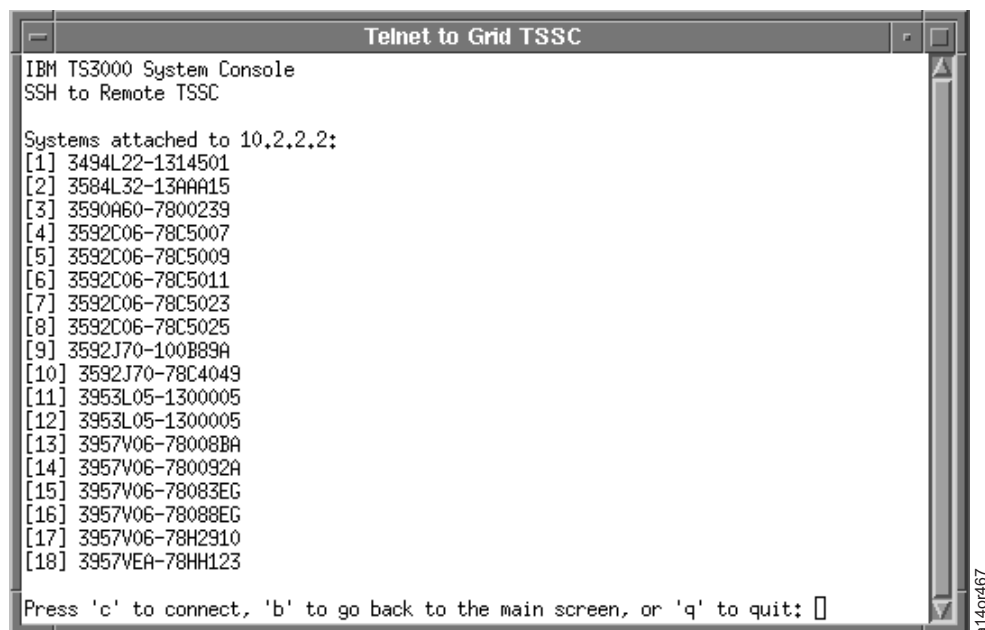 Telnet to Grid TSSC
IBM TS3000 System Console
SSH to Remote TSSC
Systems attached to 10.2.2.2:
[1] 3494L22-1314501
[2] 3584L32-13AAA15
[3] 3590A60-7800239
[4] 3592C06-78C5007
[5] 3592C06-78C5009
[6] 3592C06-78C5011
[7] 3592C06-78C5023
[8] 3592C06-78C5025
[9] 3592J70-100B89A
[10] 3592J70-78C4049
[11] 3953L05-1300005
[12] 3953L05-1300005
[13] 3957V06-78008BA
[14] 3957V06-780092A
[15] 3957V06-78083EG
[16] 3957V06-78088EG
[17] 3957V06-78H2910
[18] 3957VEA-78HH123
Press 'c' to connect, 'b' to go back to the main screen, or 'q' to quit:
a14or467